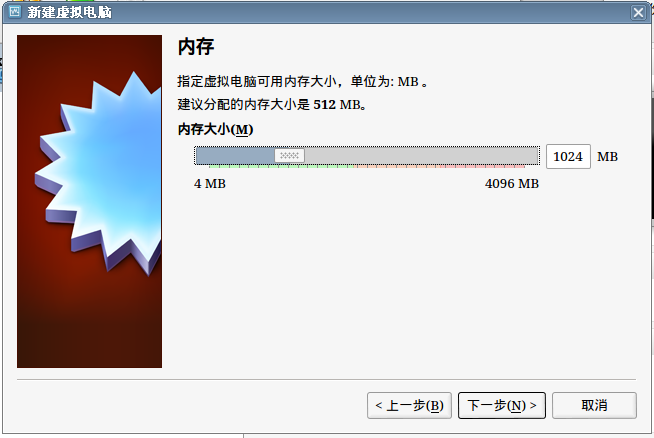 新建虚拟电脑
内存
指定虚拟电脑可用内存大小，单位为: MB 。
建议分配的内存大小是 512 MB。
内存大小(M)
1024 MB
4 MB 4096 MB
< 上一步(B) 下一步(N) > 取消